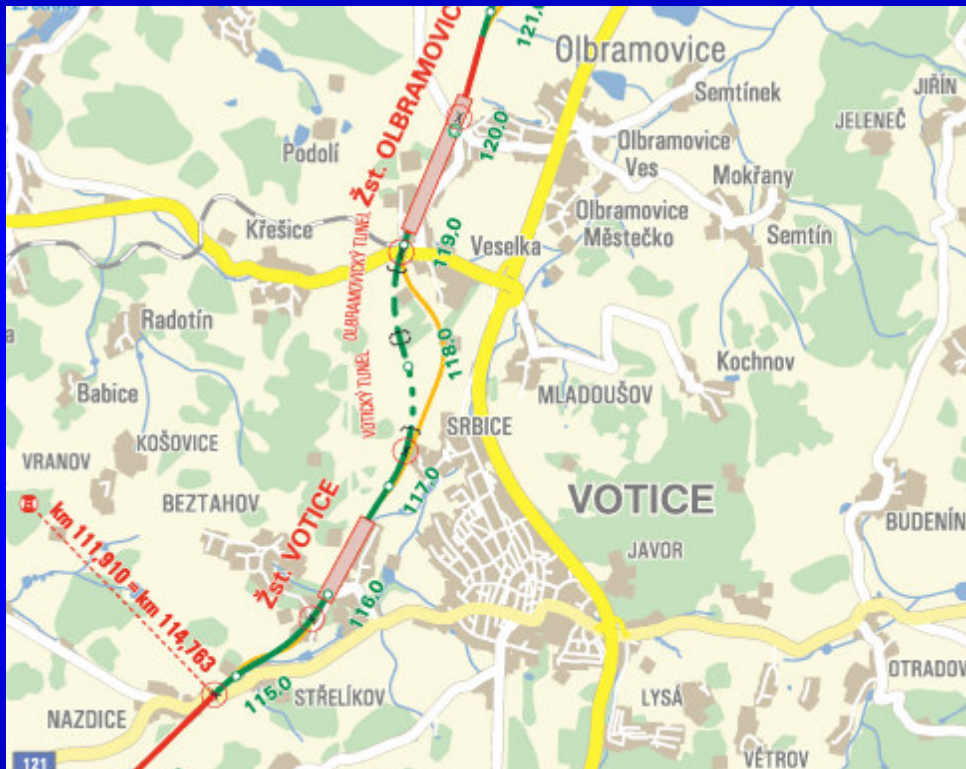 Olbramovice
Semtínek
JIŘÍN
JELENEČ
121,
Žst. OLBRAMOVICE
120,0
Podolí
Olbramovice
Ves
Mokřany
Olbramovice
Městečko
Semtín
Křešice
119,0
Veselka
OLBRAMOVICKÝ TUNEL
Radotín
118,0
Kochnov
Babice
VOTICKÝ TUNEL
MLADOUŠOV
SRBICE
KOŠOVICE
VRANOV
BEZTAHOV
117,0
VOTICE
BUDENÍN
JAVOR
Žst. VOTICE
km 111,910 = km 114,763
116,0
115,0
STŘELÍKOV
NAZDICE
LYSÁ
OTRADOV
VĚTROV
121